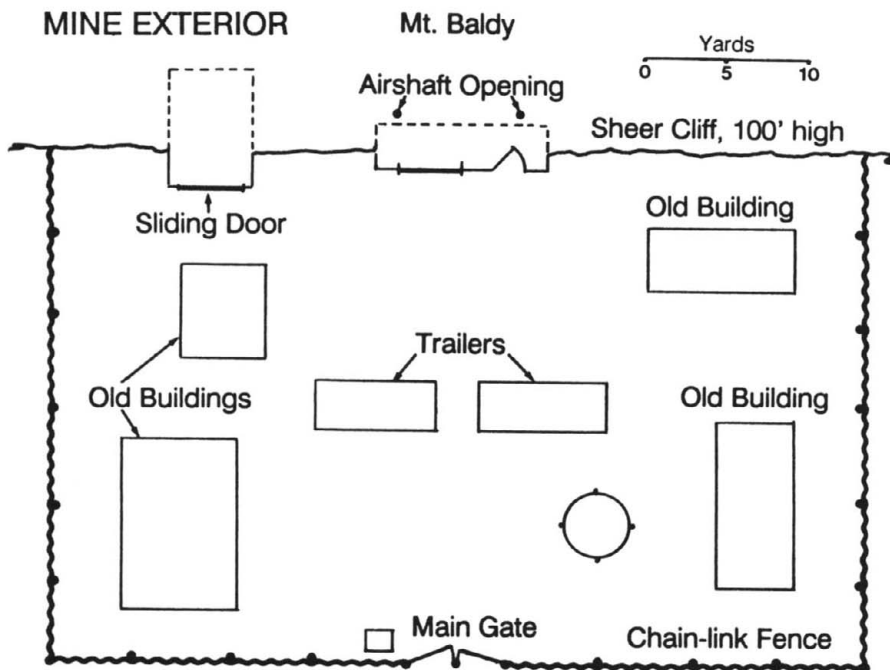 MINE EXTERIOR
Mt. Baldy
Yards
0 5 10
Airshaft Opening
Sheer Cliff, 100' high
Sliding Door
Old Building
Trailers
Old Buildings
Old Building
Main Gate
Chain-link Fence